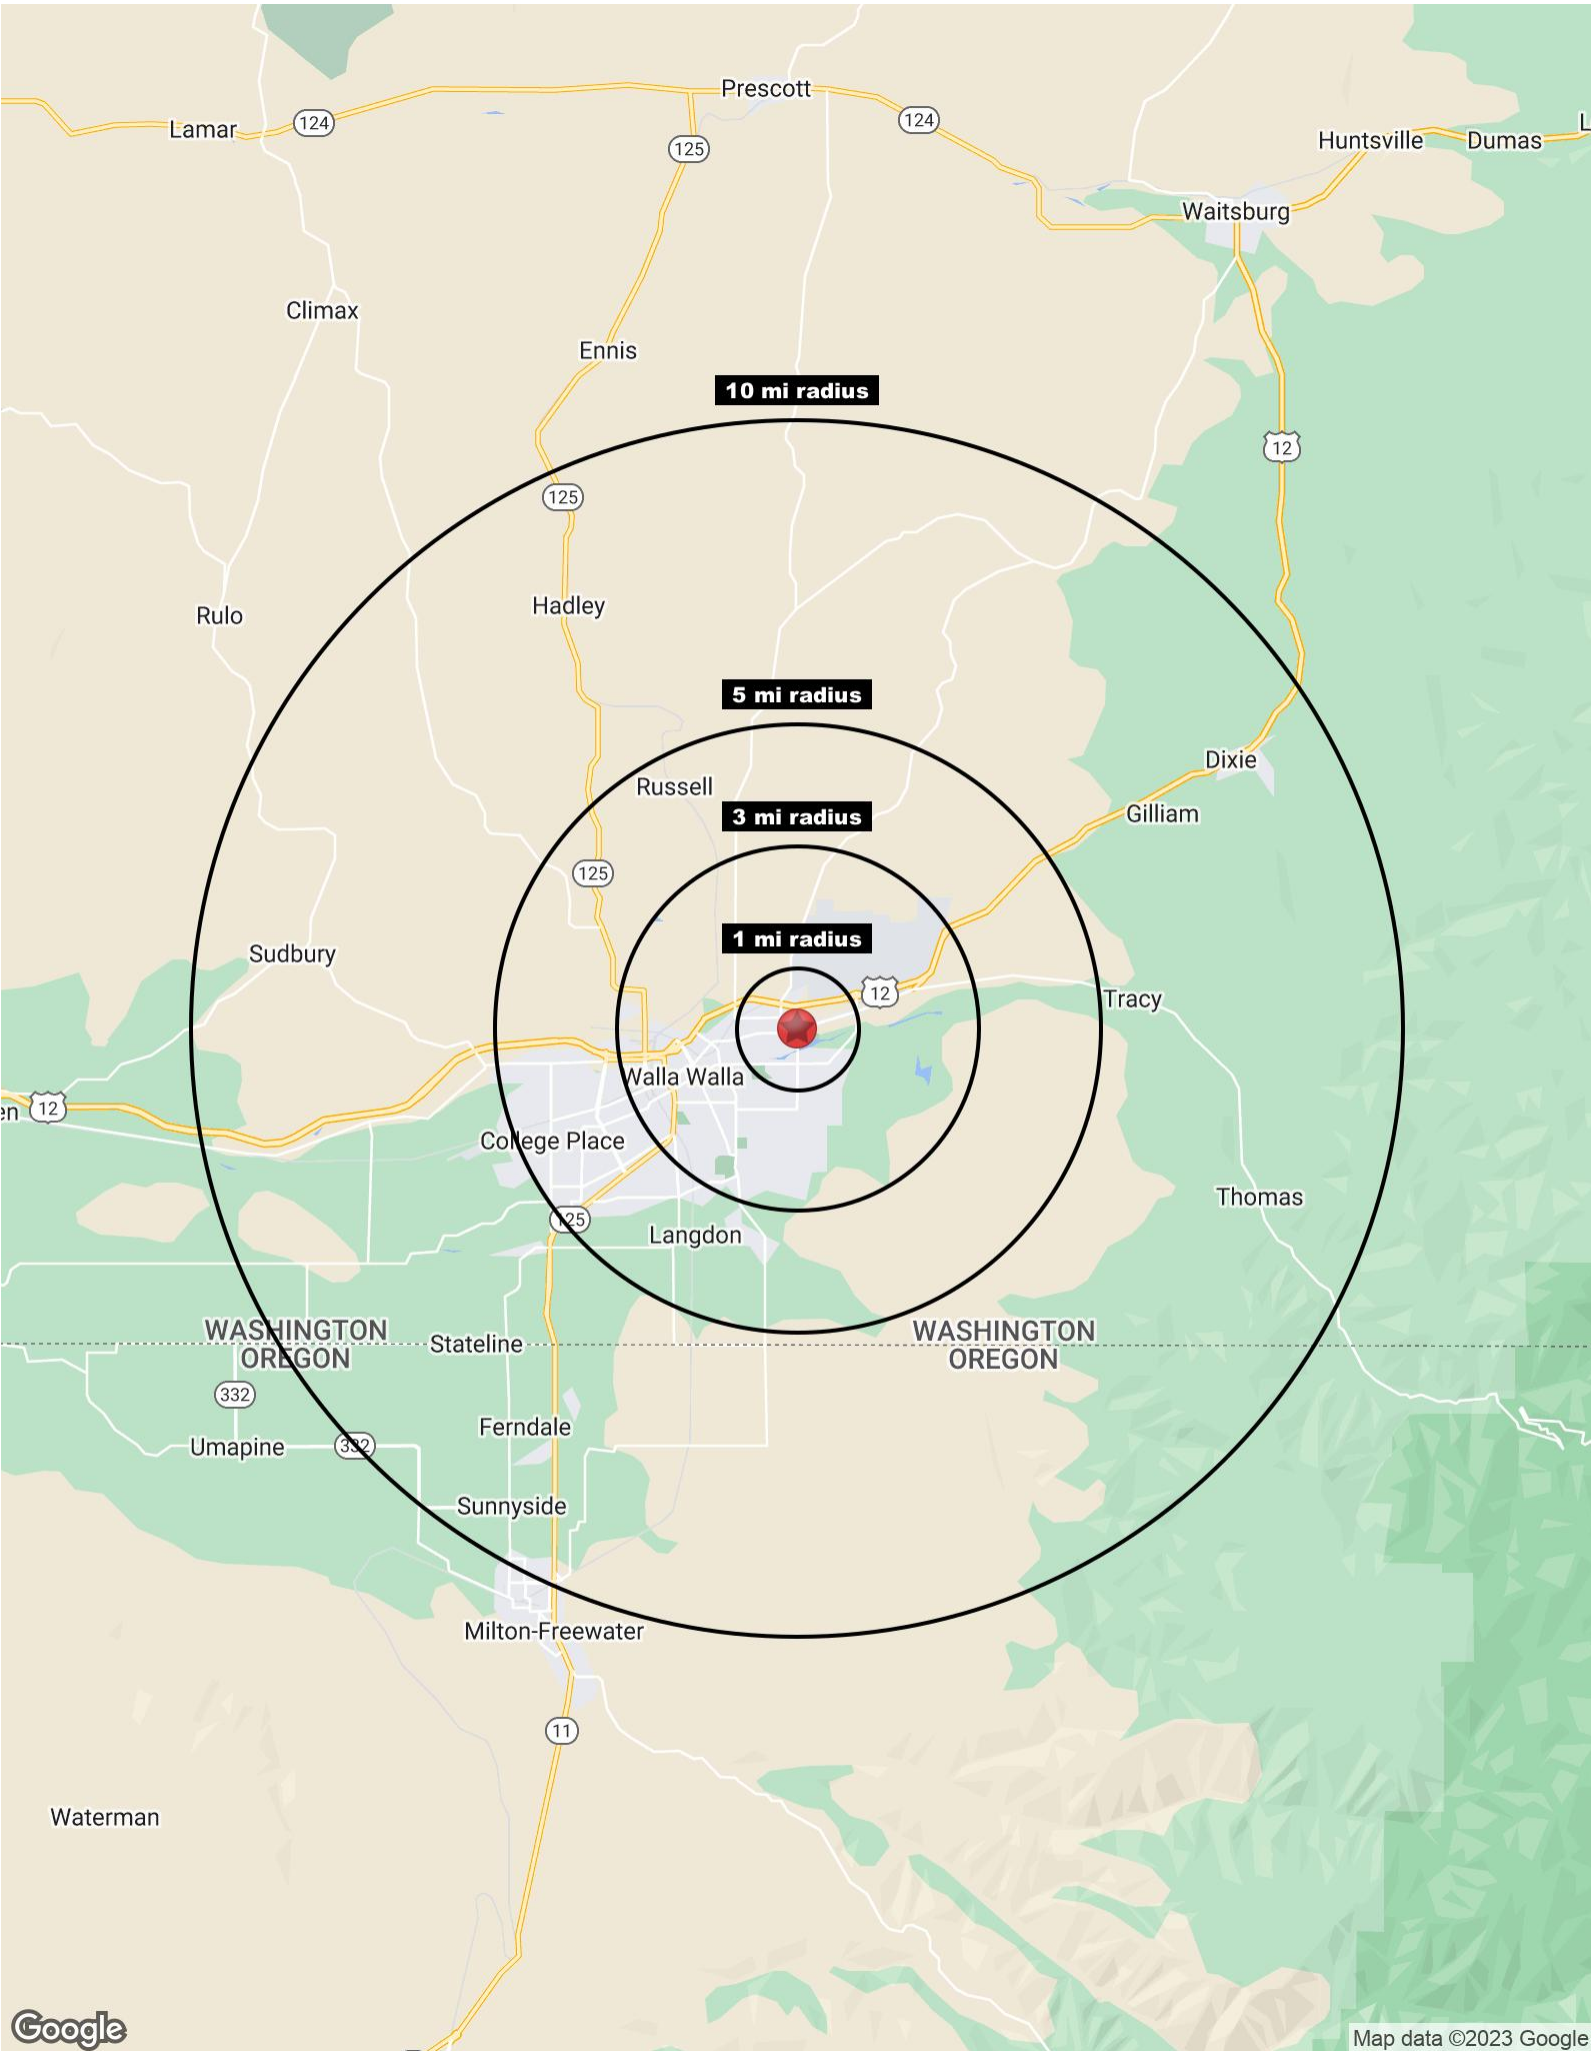 Prescott
124
Lamar
124
125
Huntsville
Dumas
L
Waitsburg
Climax
Ennis
10 mi radius
12
125
Hadley
Rulo
5 mi radius
Dixie
Russell
3 mi radius
Gilliam
125
1 mi radius
Sudbury
12
Tracy
Walla Walla
12
en
College Place
Thomas
125
Langdon
WASHINGTON
OREGON
Stateline
WASHINGTON
OREGON
332
Ferndale
Umapine
332
Sunnyside
Milton-Freewater
11
Waterman
Google
Map data ©2023 Google